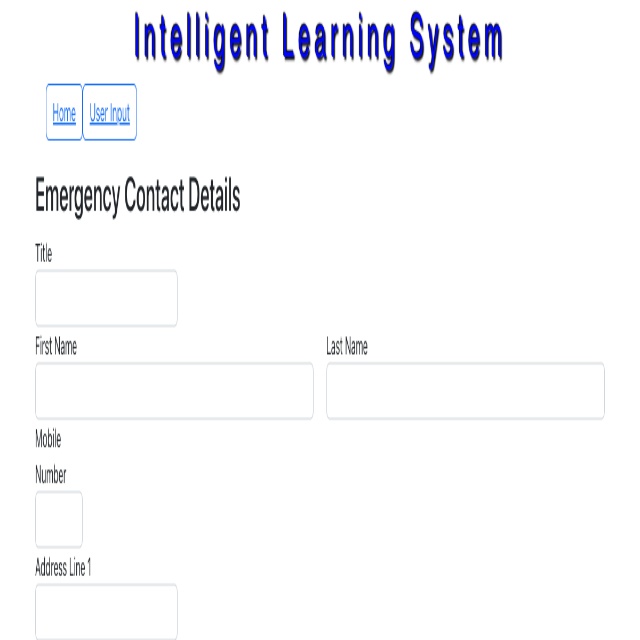 Intelligent Learning System
Home User Input
Emergency Contact Details
Title
First Name Last Name
Mobile
Number
Address Line 1